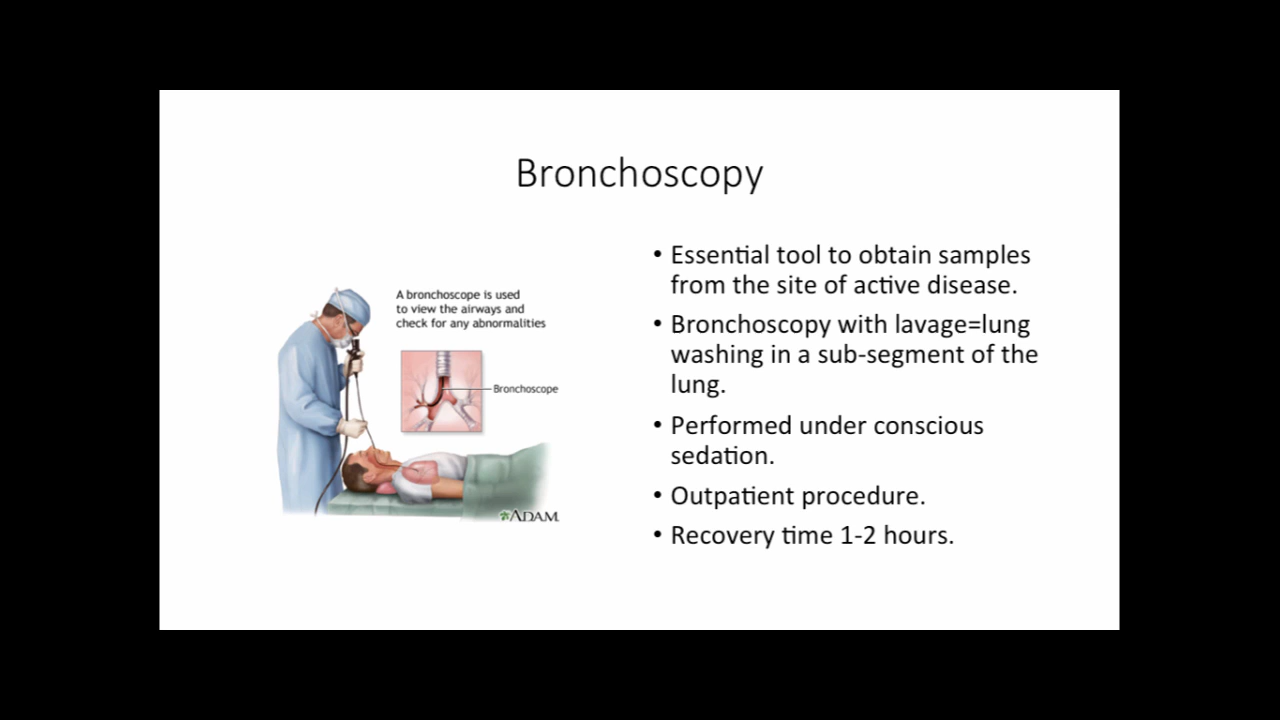 Bronchoscopy
A bronchoscope is used
to view the airways and
check for any abnormalities
Bronchoscope
ADAM
• Essential tool to obtain samples
from the site of active disease.
• Bronchoscopy with lavage=lung
washing in a sub-segment of the
lung.
• Performed under conscious
sedation.
• Outpatient procedure.
• Recovery time 1-2 hours.